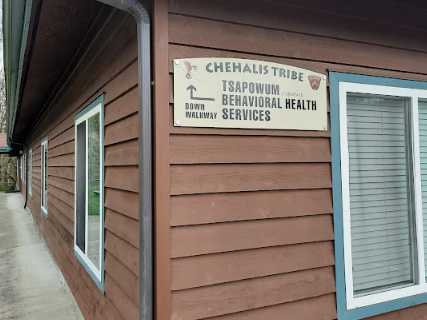 CHEHALIS TRIBE
TSAPOWUM
DOWN BEHAVIORAL HEALTH
WALKWAY SERVICES